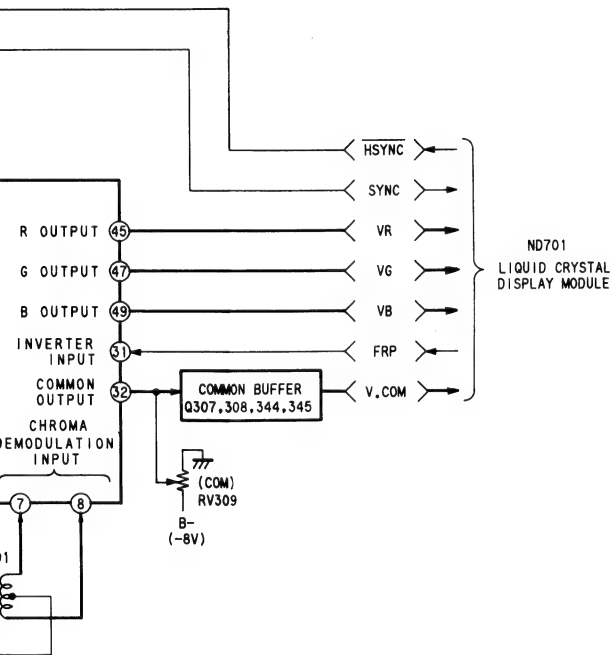 HSYNC
SYNC
R OUTPUT 45 VR
G OUTPUT 47 VG
B OUTPUT 49 VB
ND701
LIQUID CRYSTAL
DISPLAY MODULE
INVERTER
INPUT
31 FRP
COMMON
OUTPUT
32
COMMON BUFFER
Q307,308,344,345
V.COM
CHROMA
DEMODULATION
INPUT
7 8
(COM)
RV309
B-
(-8V)